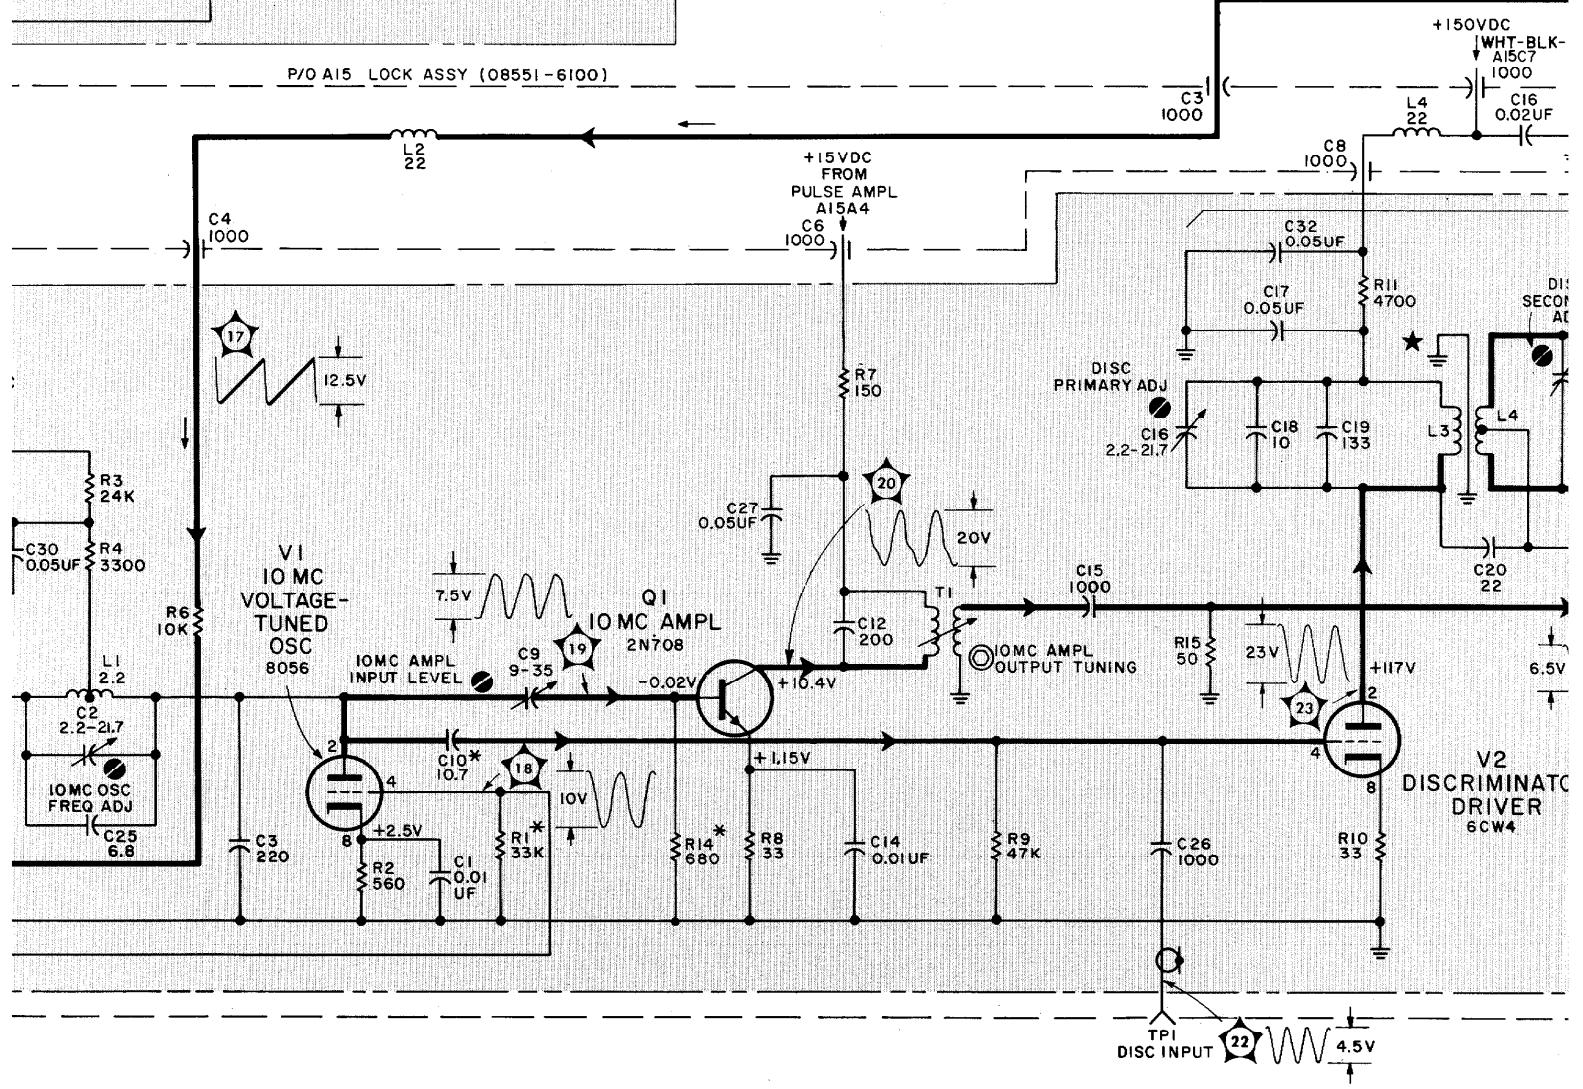 +150VDC
WHT-BLK-
A15C7
1000
P/O A15 LOCK ASSY (08551-6100)
C3
1000
L4
22
C16
0.02UF
L2
22
+15VDC
FROM
PULSE AMPL
A15A4
C8
1000
C4
1000
C6
1000
C32
0.05UF
C17
0.05UF
R11
4700
DIS
SECON
AD
17
12.5V
R7
150
DISC
PRIMARY ADJ
C16
2.2-21.7
C18
10
C19
133
L3
L4
R3
24K
20
C27
0.05UF
20V
C30
0.05UF
R4
3300
V1
10 MC
VOLTAGE-
TUNED
OSC
8056
7.5V
Q1
10 MC AMPL
2N708
T1
C15
1000
C20
22
R6
10K
C12
200
19
C9
9-35
10MC AMPL
INPUT LEVEL
-0.02V
+10.4V
10MC AMPL
OUTPUT TUNING
R15
50
23V
+117V
6.5V
L1
2.2
C2
2.2-21.7
2
C10*
10.7
18
+1.15V
23
2
4
10MC OSC
FREQ ADJ
4
10V
8
V2
DISCRIMINATO
DRIVER
6CW4
C25
6.8
C3
220
8
+2.5V
R2
560
C1
0.01
UF
R1*
33K
R14*
680
R8
33
C14
0.01UF
R9
47K
C26
1000
R10
33
TP1
DISC INPUT
22
4.5V